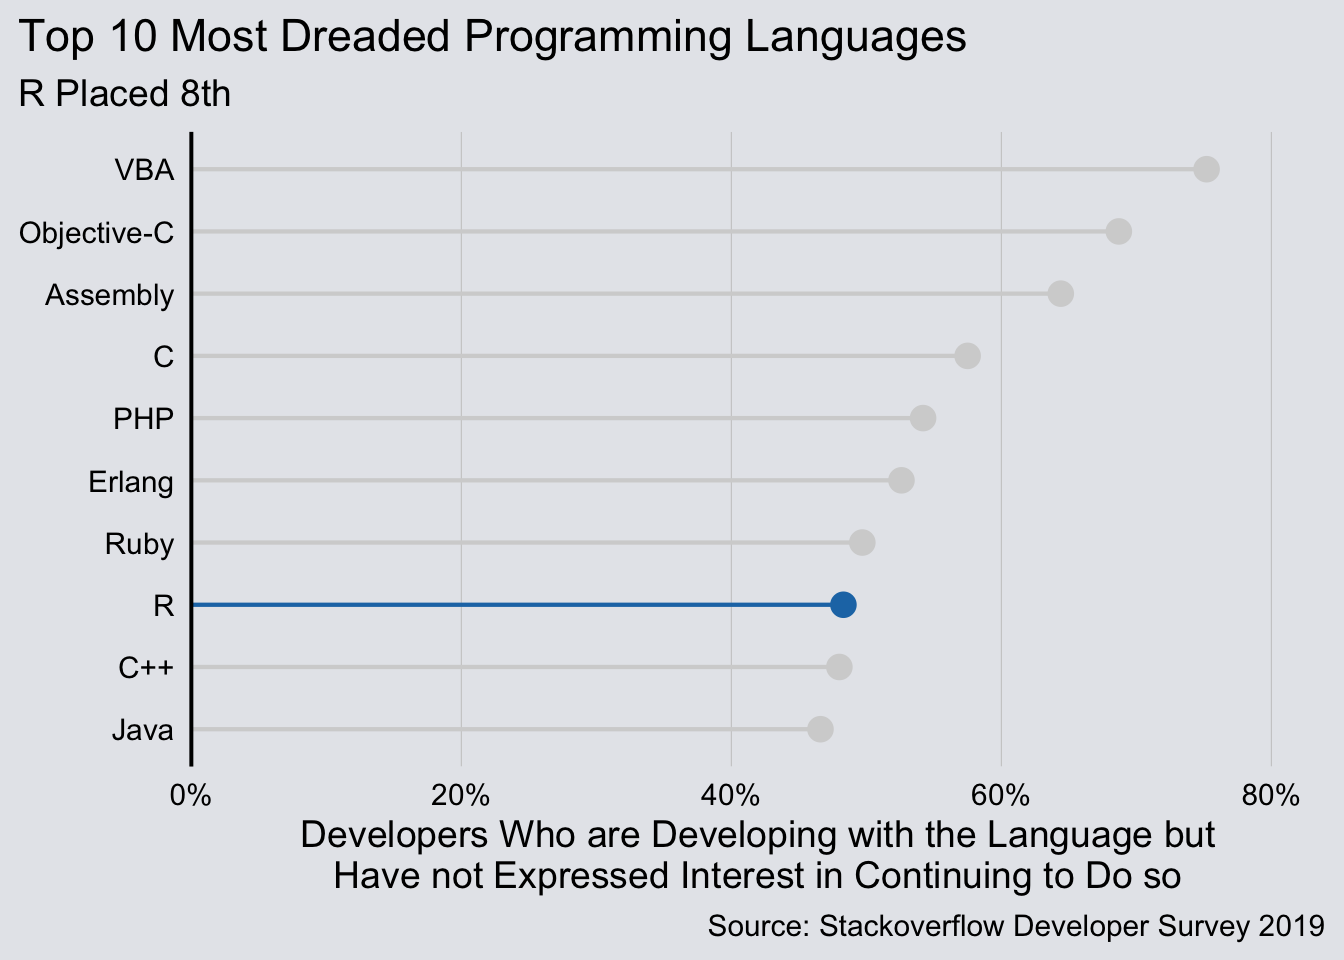 Top 10 Most Dreaded Programming Languages
R Placed 8th
VBA
Objective-C
Assembly
C
PHP
Erlang
Ruby
R
C++
Java
0% 20% 40% 60% 80%
Developers Who are Developing with the Language but
Have not Expressed Interest in Continuing to Do so
Source: Stackoverflow Developer Survey 2019